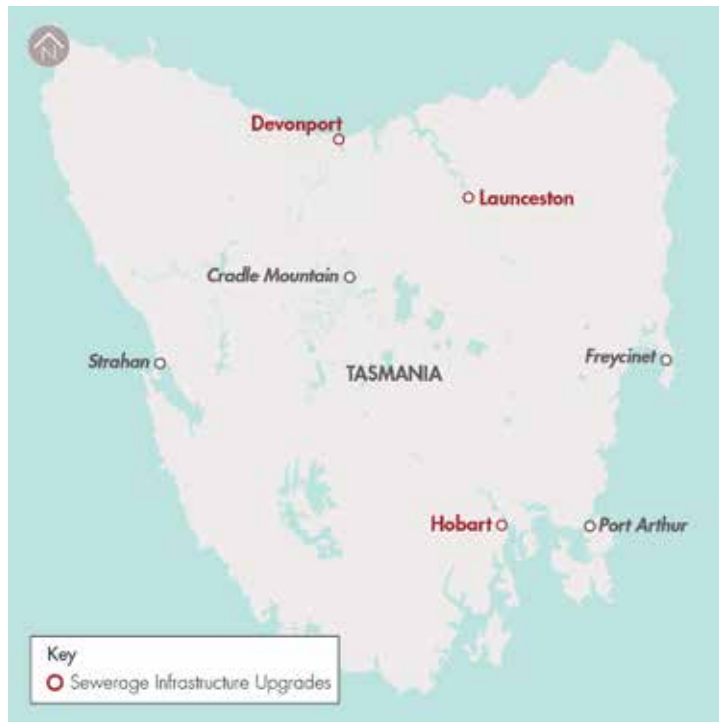 N
Devonport
Launceston
Cradle Mountain
Strahan
TASMANIA
Freycinet
Hobart
Port Arthur
Key
Sewerage Infrastructure Upgrades